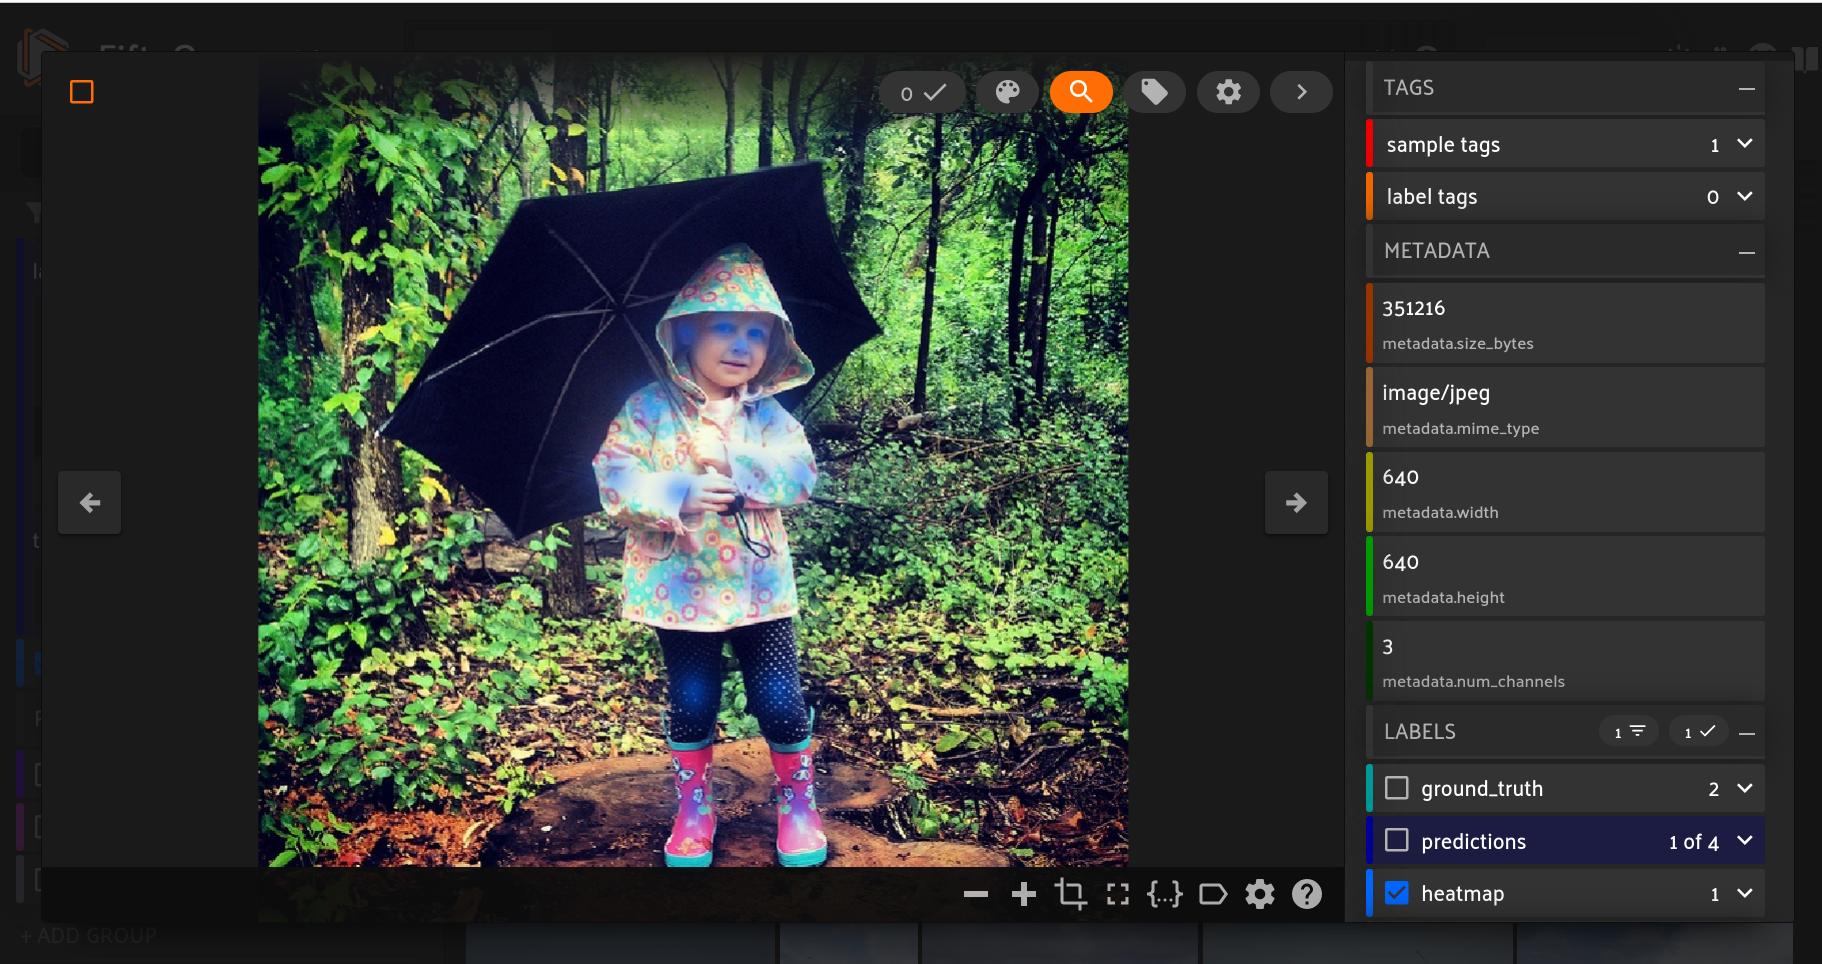 0
TAGS
sample tags 1
label tags 0
METADATA
351216
metadata.size_bytes
image/jpeg
metadata.mime_type
640
metadata.width
640
metadata.height
3
metadata.num_channels
LABELS 1 1
ground_truth 2
predictions 1 of 4
heatmap 1
{...}
?
+ ADD GROUP